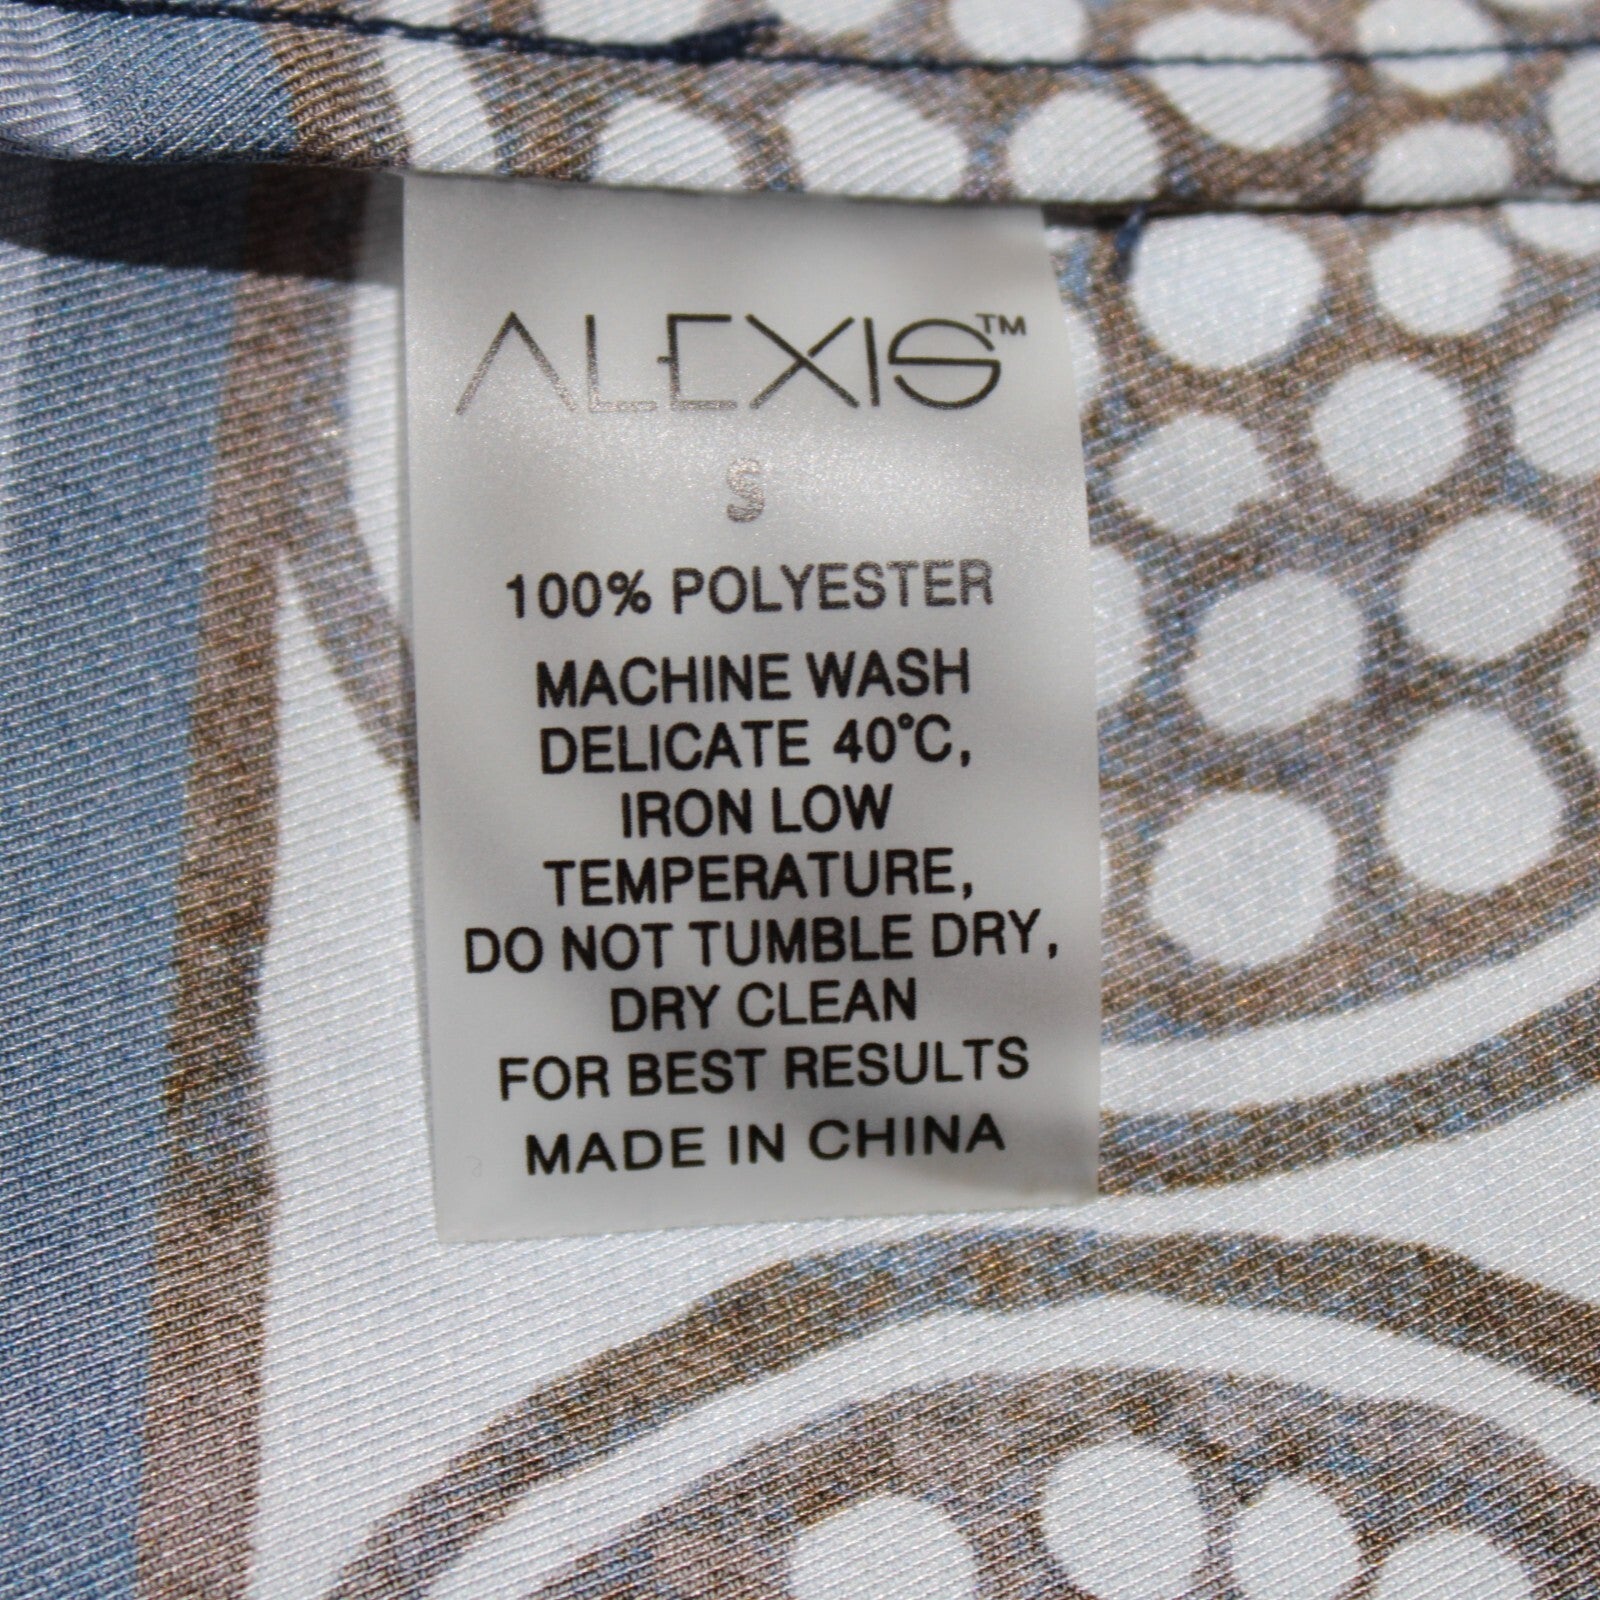 ALEXIS™
S
100% POLYESTER
MACHINE WASH
DELICATE 40°C,
IRON LOW
TEMPERATURE,
DO NOT TUMBLE DRY,
DRY CLEAN
FOR BEST RESULTS
MADE IN CHINA